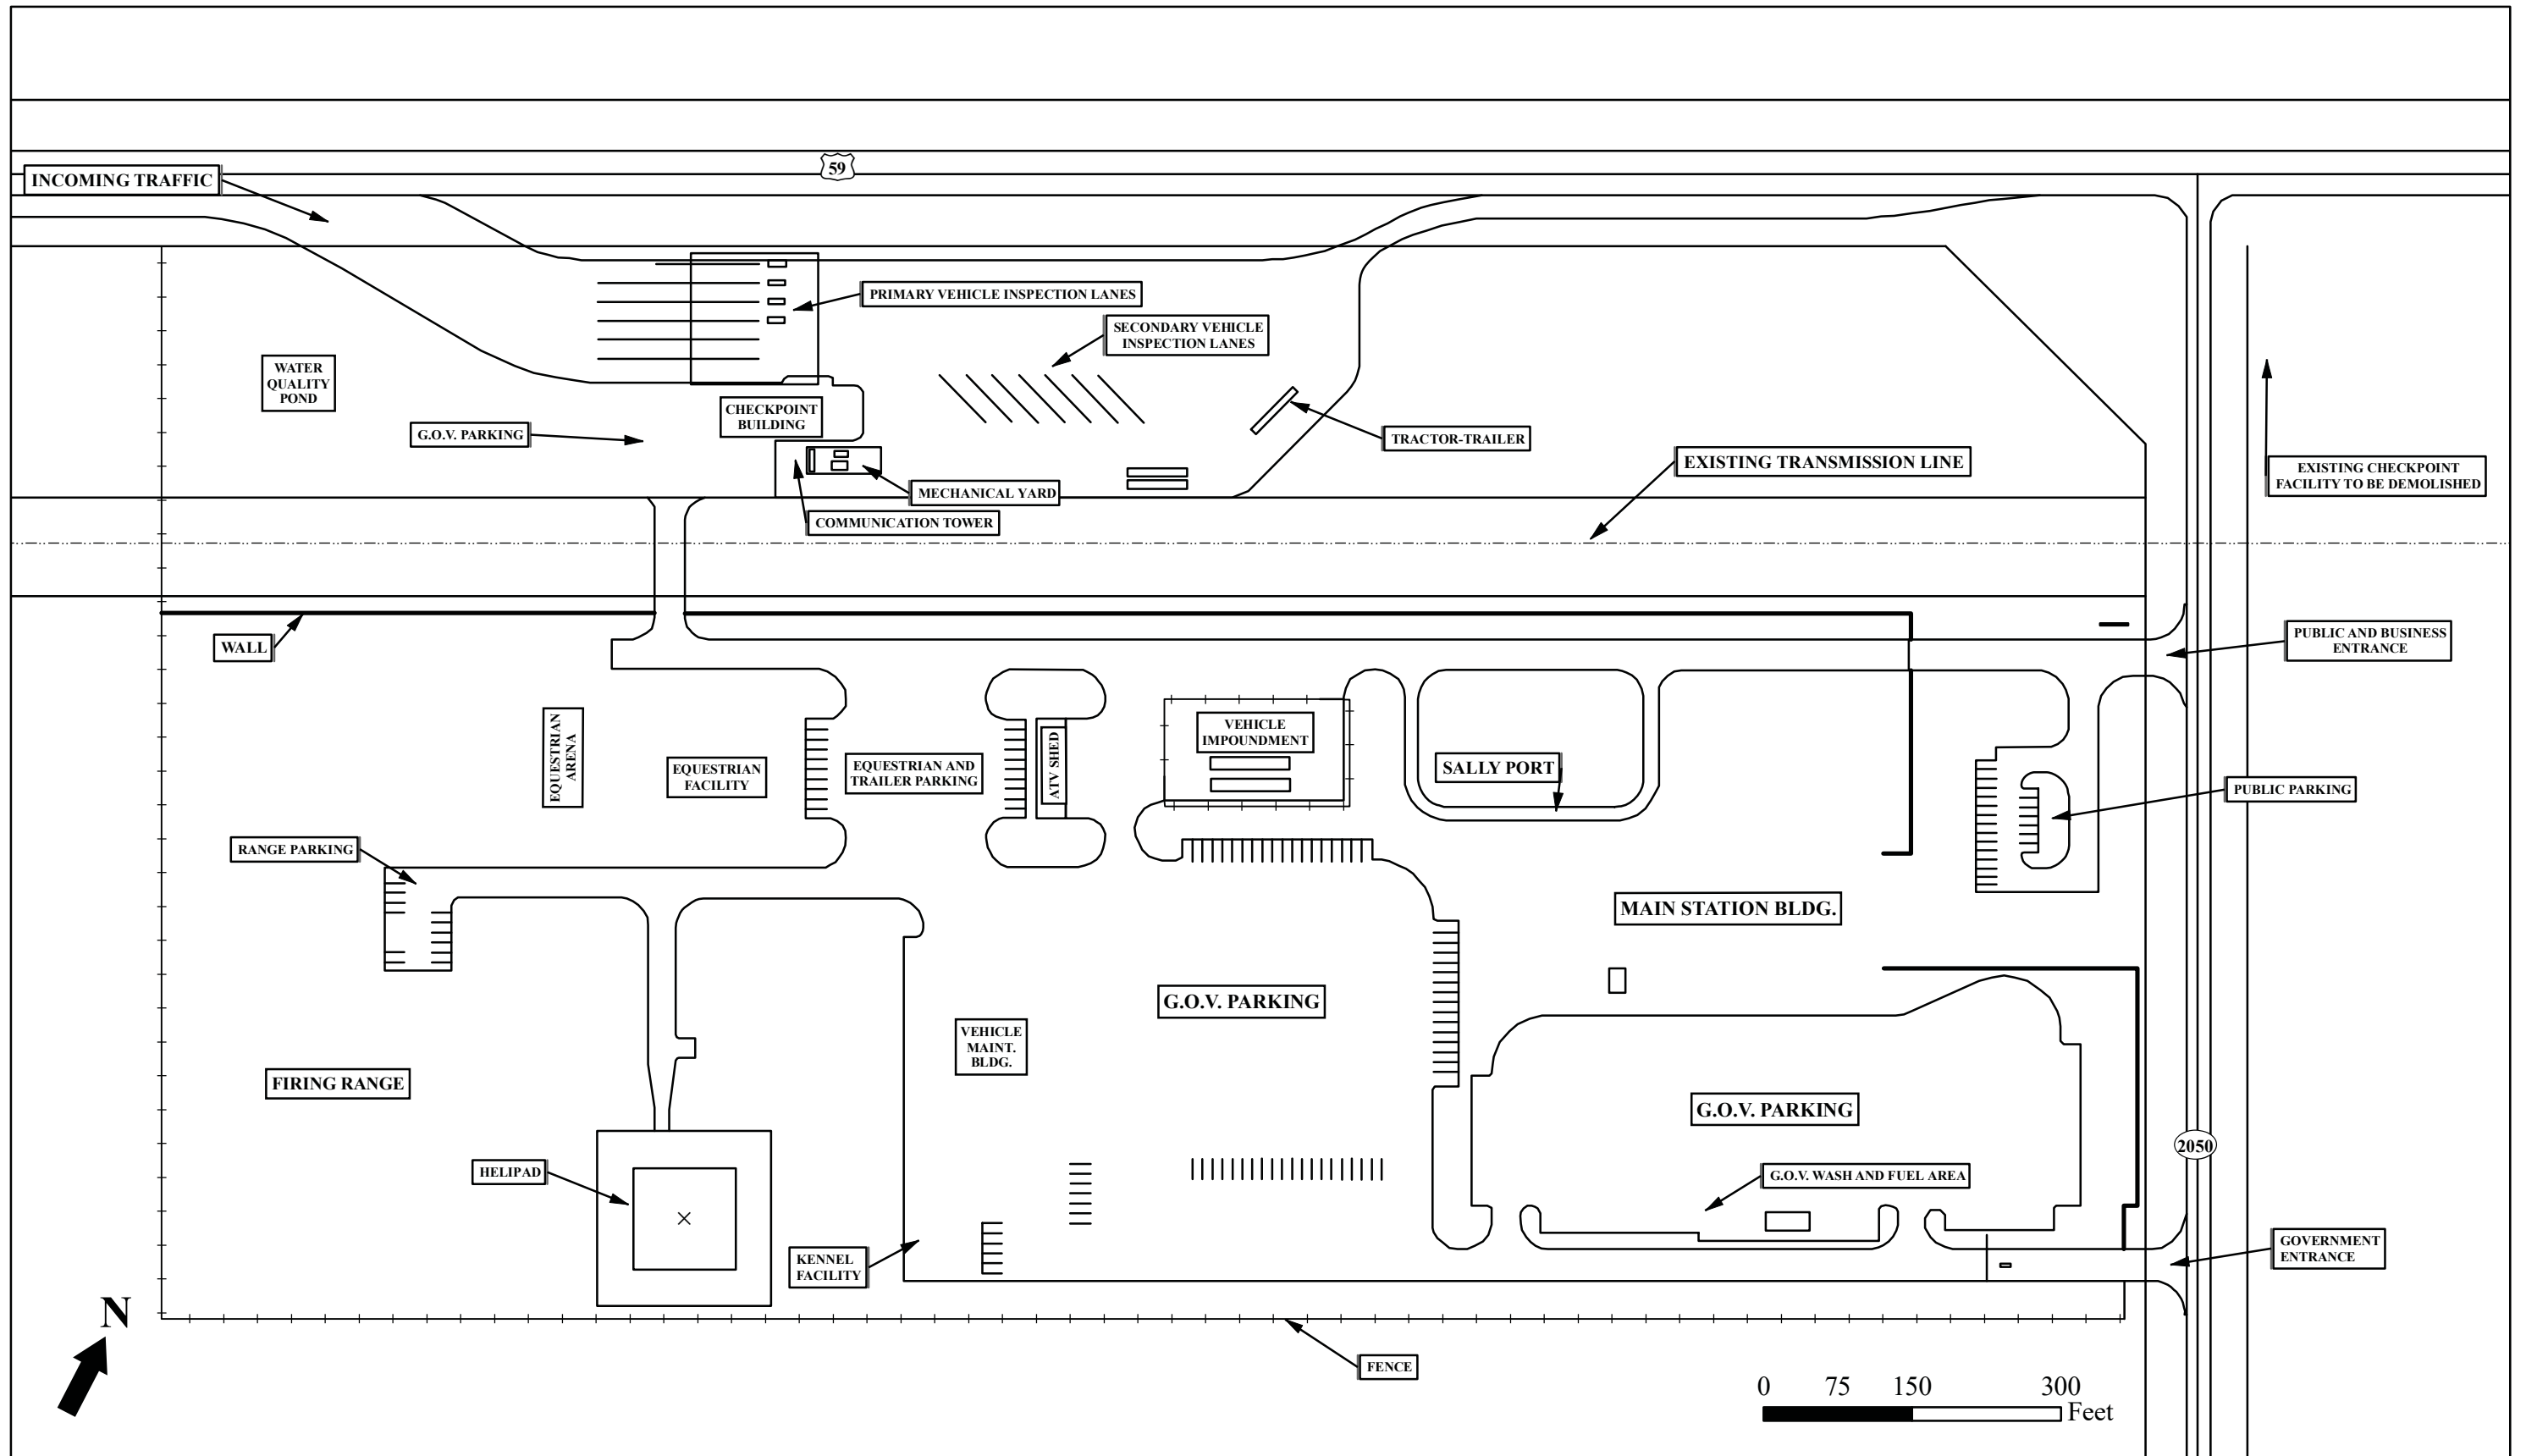 59
INCOMING TRAFFIC
PRIMARY VEHICLE INSPECTION LANES
SECONDARY VEHICLE
INSPECTION LANES
WATER
QUALITY
POND
CHECKPOINT
BUILDING
G.O.V. PARKING
TRACTOR-TRAILER
EXISTING TRANSMISSION LINE
EXISTING CHECKPOINT
FACILITY TO BE DEMOLISHED
MECHANICAL YARD
COMMUNICATION TOWER
WALL
PUBLIC AND BUSINESS
ENTRANCE
EQUESTRIAN
ARENA
EQUESTRIAN
FACILITY
EQUESTRIAN AND
TRAILER PARKING
ATV SHED
VEHICLE
IMPOUNDMENT
SALLY PORT
PUBLIC PARKING
RANGE PARKING
MAIN STATION BLDG.
G.O.V. PARKING
VEHICLE
MAINT.
BLDG.
FIRING RANGE
G.O.V. PARKING
2050
HELIPAD
G.O.V. WASH AND FUEL AREA
KENNEL
FACILITY
GOVERNMENT
ENTRANCE
N
FENCE
0 75 150 300
Feet